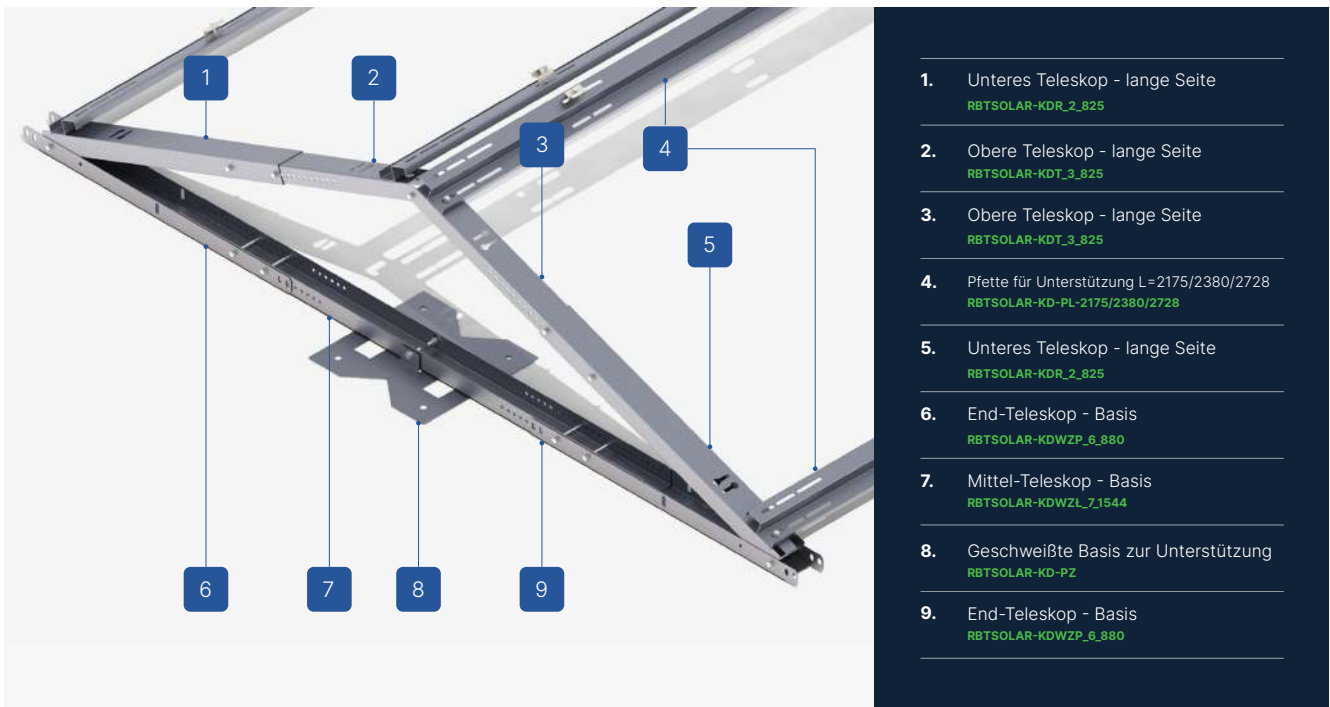 1
2
3
4
5
6
7
8
9
1. Unteres Teleskop - lange Seite
RBTSOLAR-KDR_2_825
2. Obere Teleskop - lange Seite
RBTSOLAR-KDT_3_825
3. Obere Teleskop - lange Seite
RBTSOLAR-KDT_3_825
4. Pfette für Unterstützung L=2175/2380/2728
RBTSOLAR-KD-PL-2175/2380/2728
5. Unteres Teleskop - lange Seite
RBTSOLAR-KDR_2_825
6. End-Teleskop - Basis
RBTSOLAR-KDWZP_6_880
7. Mittel-Teleskop - Basis
RBTSOLAR-KDWZŁ_7_1544
8. Geschweißte Basis zur Unterstützung
RBTSOLAR-KD-PZ
9. End-Teleskop - Basis
RBTSOLAR-KDWZP_6_880